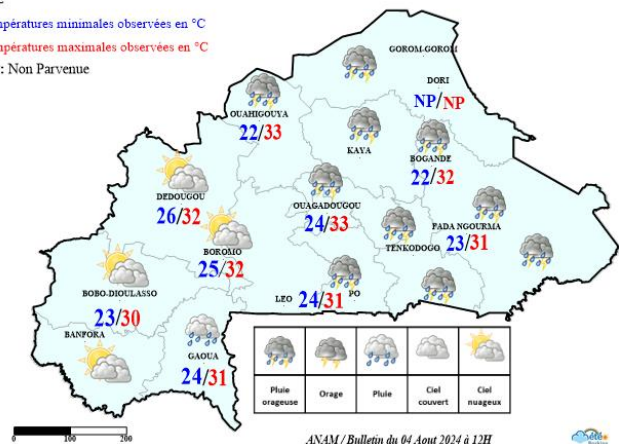 mpératures minimales observées en °C
mpératures maximales observées en °C
: Non Parvenue
GOROM-GOROM
DORI
NP/NP
OUAHIGOUYA
22/33
KAYA
BOGANDE
22/32
DEDOUGOU
26/32
OUAGADOUGOU
24/33
FADA NGOURMA
23/31
TENKODOGO
BOROMO
25/32
BOBO-DIOULASSO
23/30
LEO
24/31
PO
BANFORA
GAOUA
24/31
Pluie orageuse
Orage
Pluie
Ciel couvert
Ciel nuageux
0 100 200
ANAM / Bulletin du 04 Aout 2024 à 12H